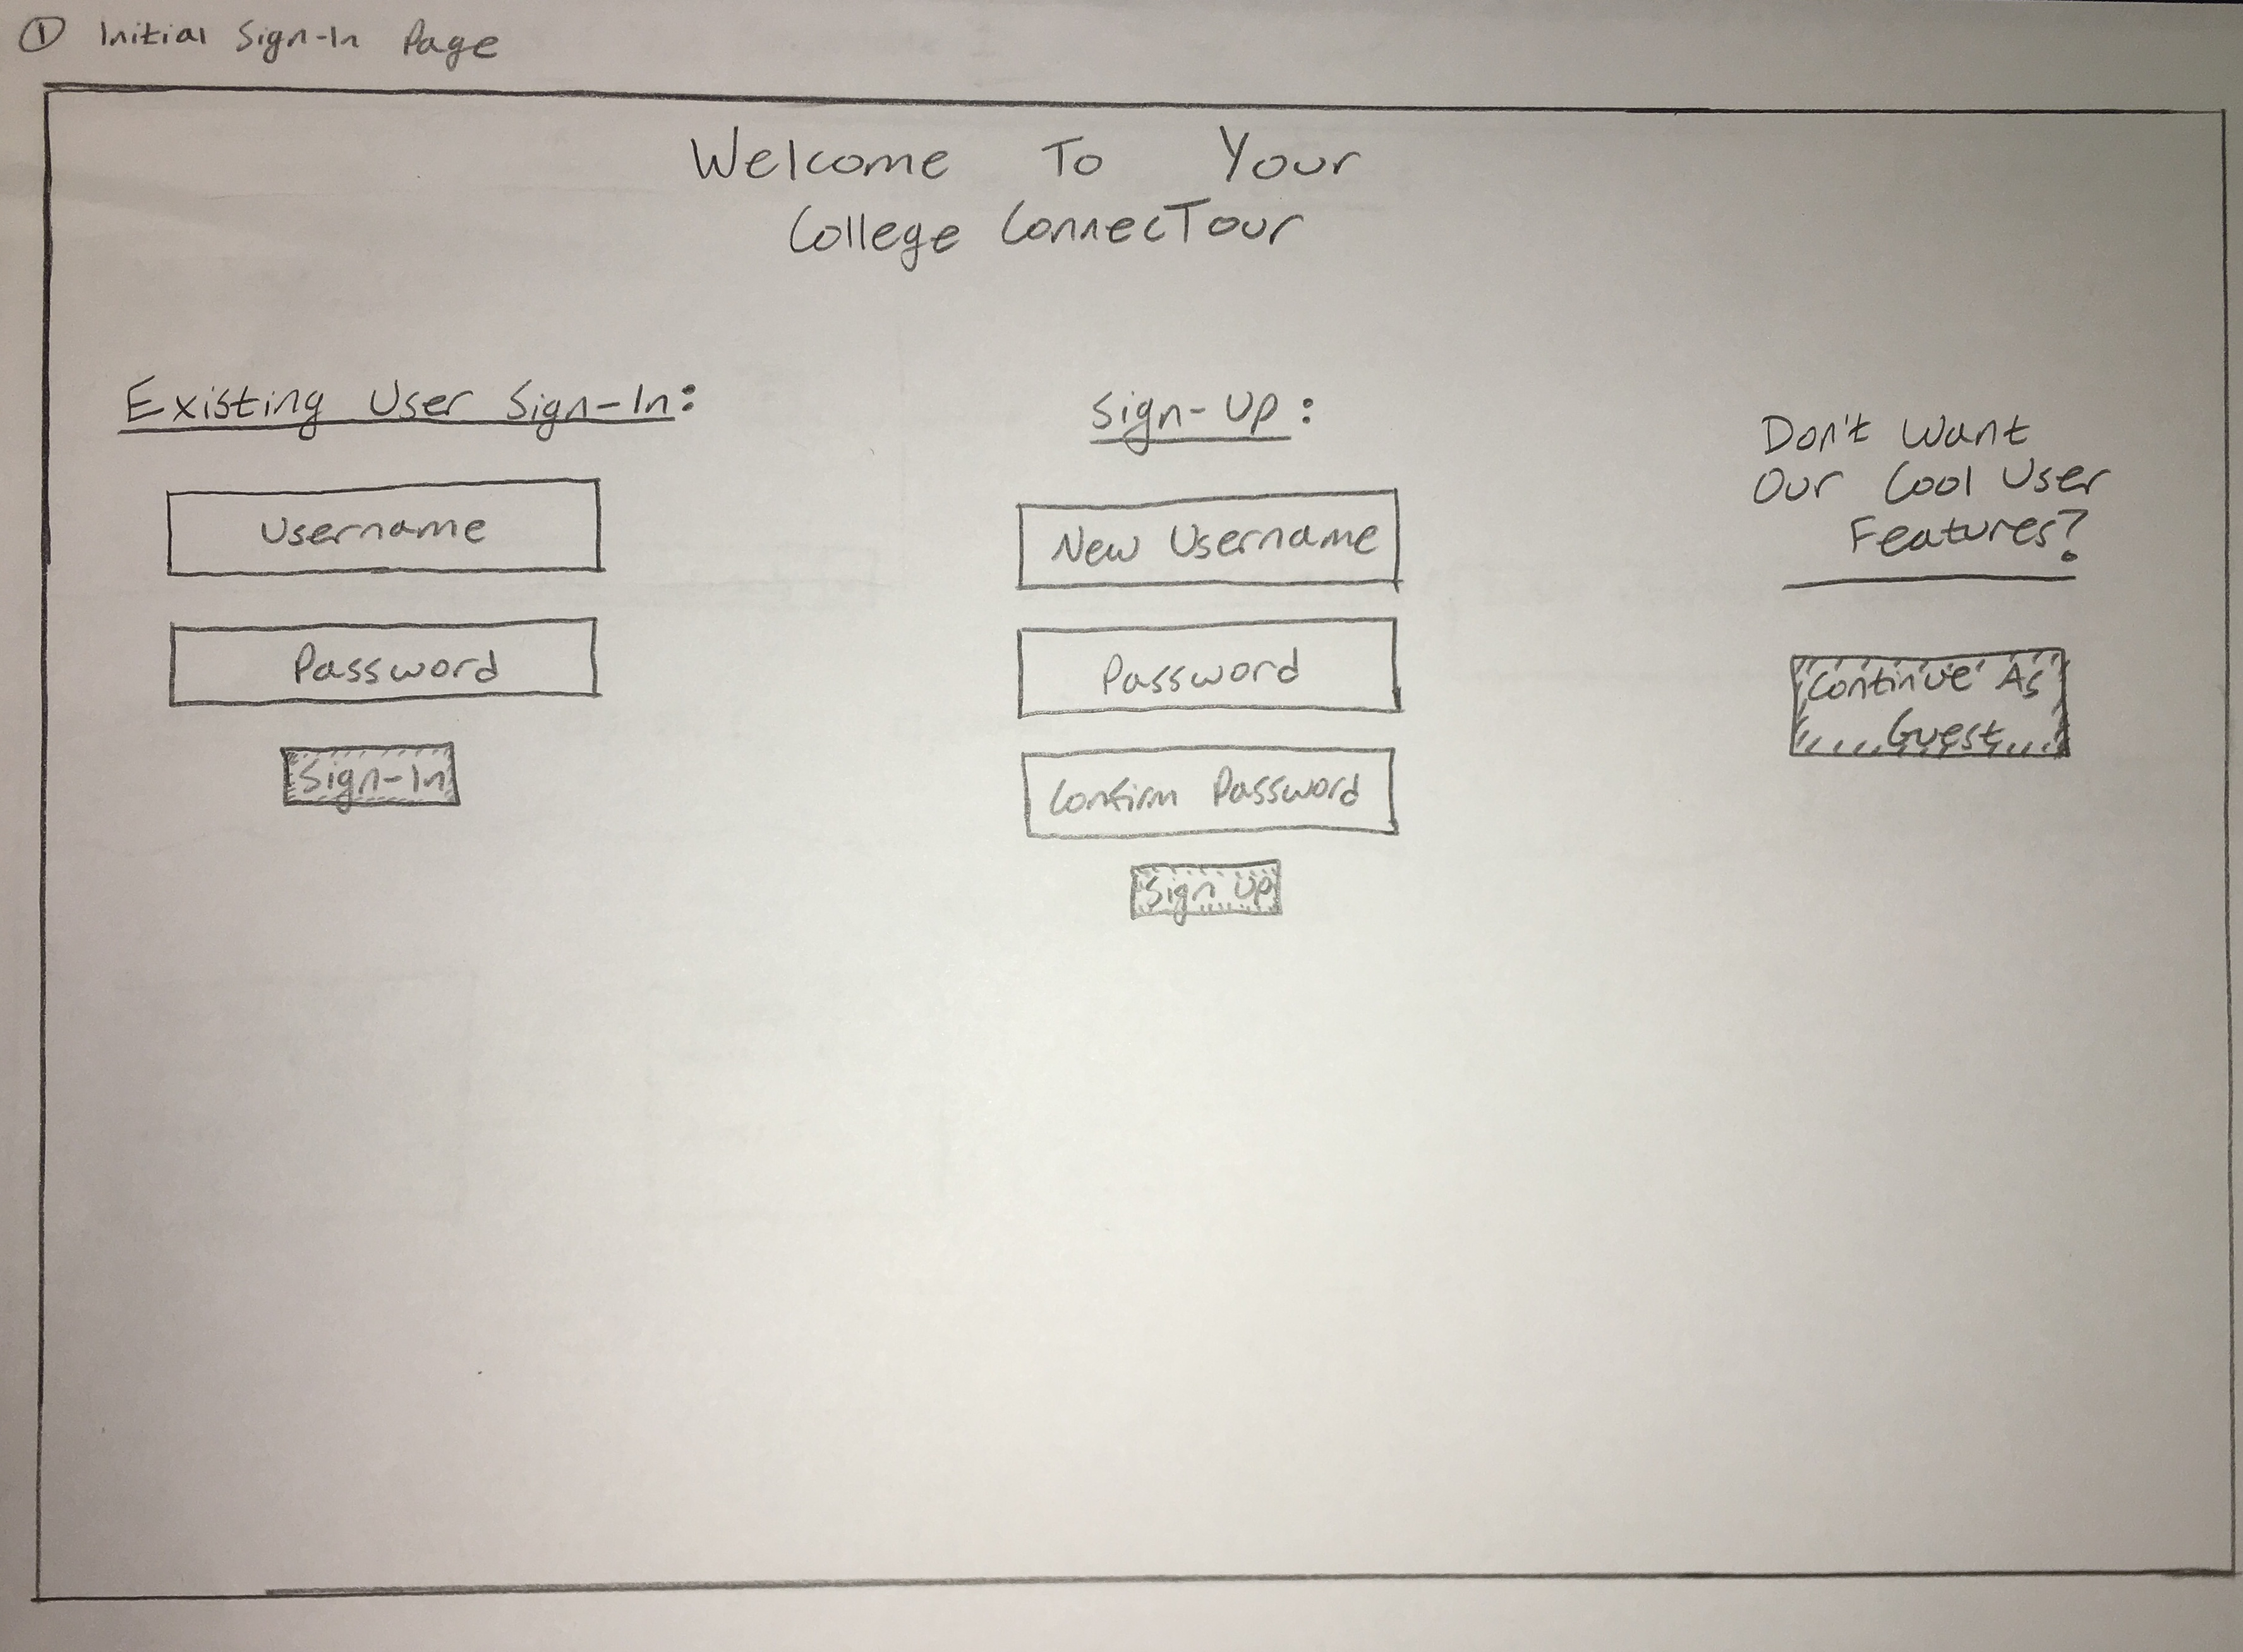 ① Initial Sign-In Page
Welcome To Your
College ConnecTour
Existing User Sign-In:
Username
Password
Sign-In
Sign-Up:
New Username
Password
Confirm Password
Sign Up
Don't Want
Our Cool User
Features?
Continue As
Guest